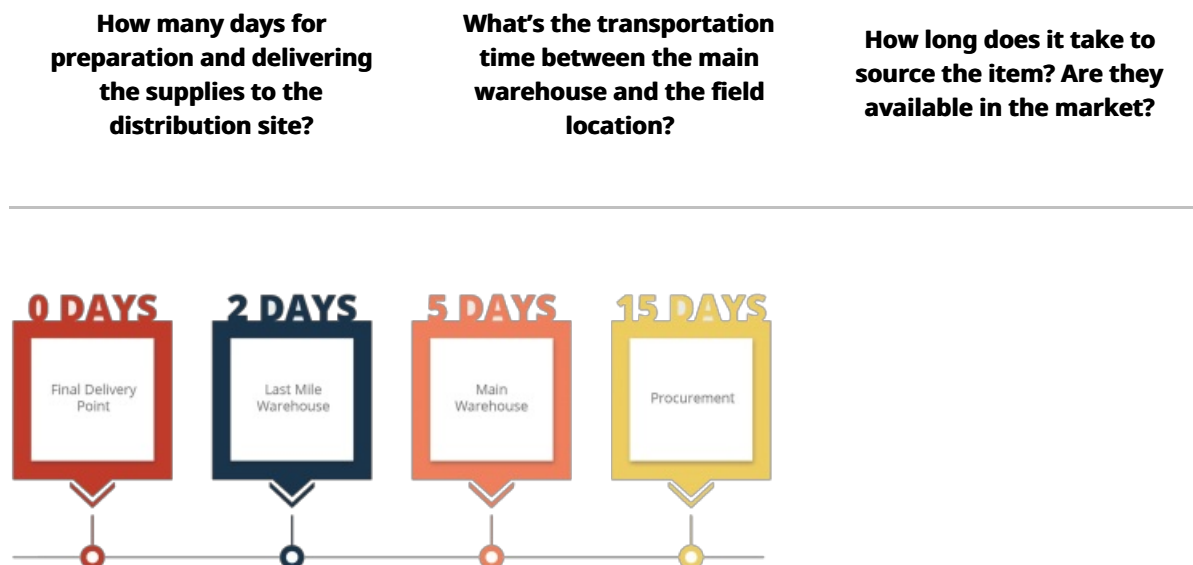 How many days for
preparation and delivering
the supplies to the
distribution site?
What’s the transportation
time between the main
warehouse and the field
location?
How long does it take to
source the item? Are they
available in the market?
0 DAYS
Final Delivery
Point
2 DAYS
Last Mile
Warehouse
5 DAYS
Main
Warehouse
15 DAYS
Procurement